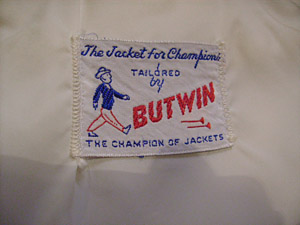 The Jacket for Champions
TAILORED
by
BUTWIN
THE CHAMPION OF JACKETS